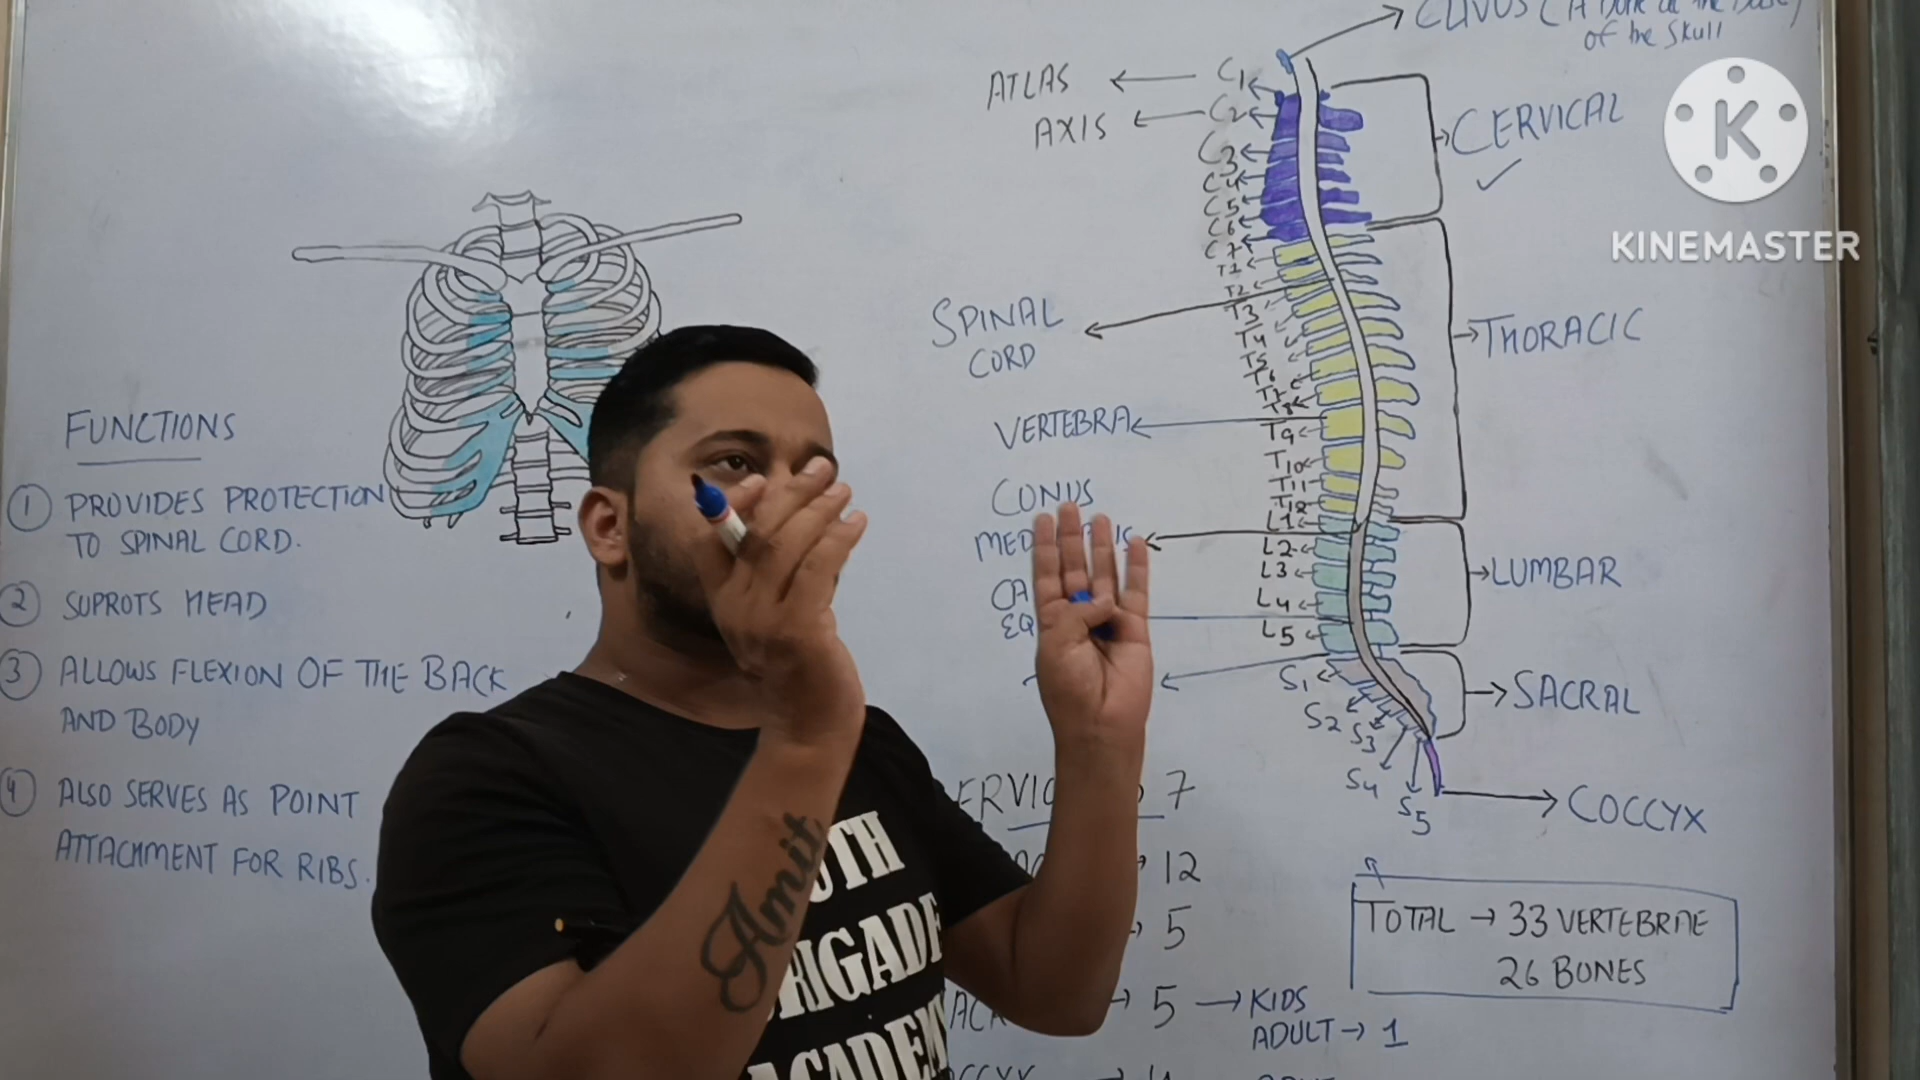 FUNCTIONS
1 PROVIDES PROTECTION
TO SPINAL CORD.
2 SUPROTS HEAD
3 ALLOWS FLEXION OF THE BACK
AND BODY
4 ALSO SERVES AS POINT
ATTACHMENT FOR RIBS.
CLIVUS (A
of the Skull
ATLAS
AXIS
C1
C2
C3
C4
C5
C6
C7
T1
T2
T3
T4
T5
T6
T7
T8
T9
T10
T11
T12
L1
L2
L3
L4
L5
S1
S2
S3
S4
S5
SPINAL
CORD
VERTEBRA
CONUS
CERVICAL
THORACIC
LUMBAR
SACRAL
COCCYX
→ 7
→ 12
→ 5
→ 5 → KIDS
ADULT → 1
TOTAL → 33 VERTEBRAE
26 BONES
K
KINEMASTER
Amit
BRIGADE
ACADEMY